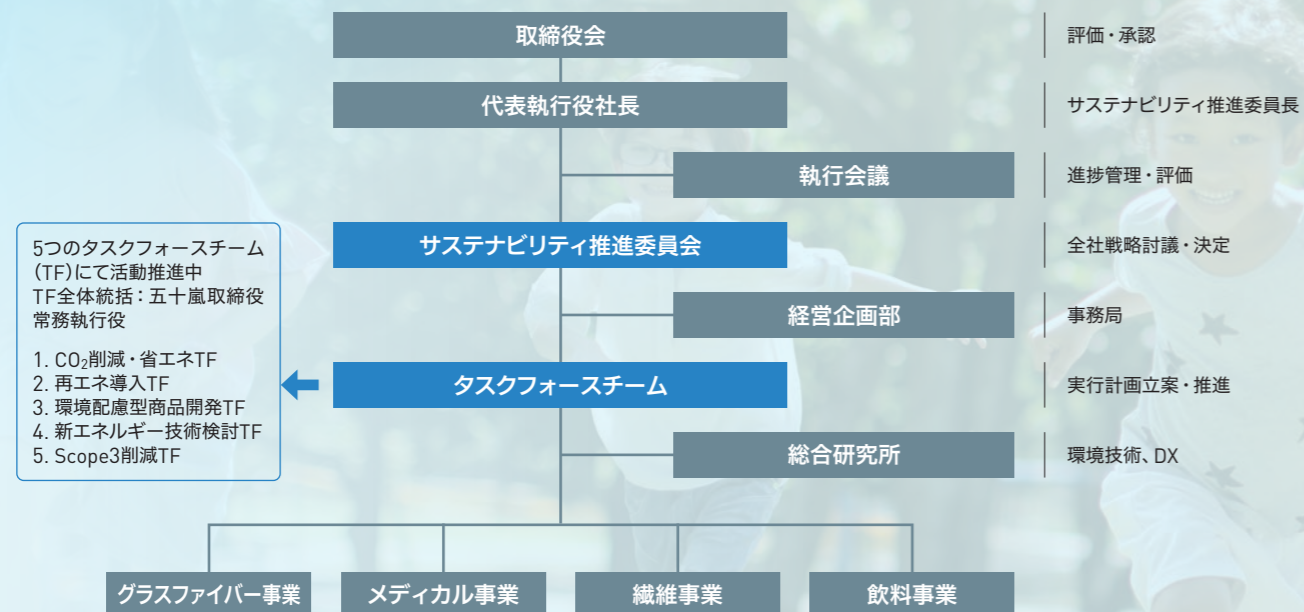 取締役会
評価・承認
代表執行役社長
サステナビリティ推進委員長
執行会議
進捗管理・評価
サステナビリティ推進委員会
全社戦略討議・決定
経営企画部
事務局
タスクフォースチーム
実行計画立案・推進
総合研究所
環境技術、DX
5つのタスクフォースチーム
(TF)にて活動推進中
TF全体統括：五十嵐取締役
常務執行役
1. CO₂削減・省エネTF
2. 再エネ導入TF
3. 環境配慮型商品開発TF
4. 新エネルギー技術検討TF
5. Scope3削減TF
グラスファイバー事業
メディカル事業
繊維事業
飲料事業